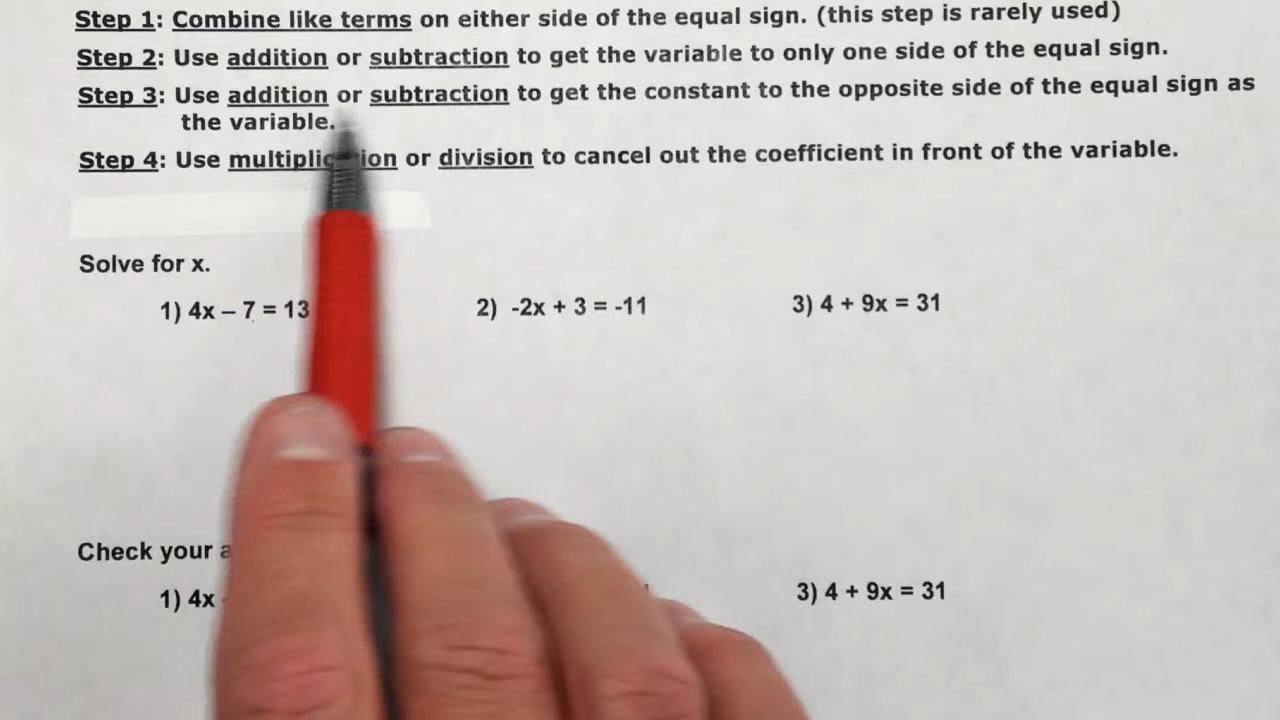 Step 1: Combine like terms on either side of the equal sign. (this step is rarely used)
Step 2: Use addition or subtraction to get the variable to only one side of the equal sign.
Step 3: Use addition or subtraction to get the constant to the opposite side of the equal sign as
the variable.
Step 4: Use multiplication or division to cancel out the coefficient in front of the variable.
Solve for x.
1) 4x – 7 = 13 2) -2x + 3 = -11 3) 4 + 9x = 31
Check your
1) 4x 3) 4 + 9x = 31